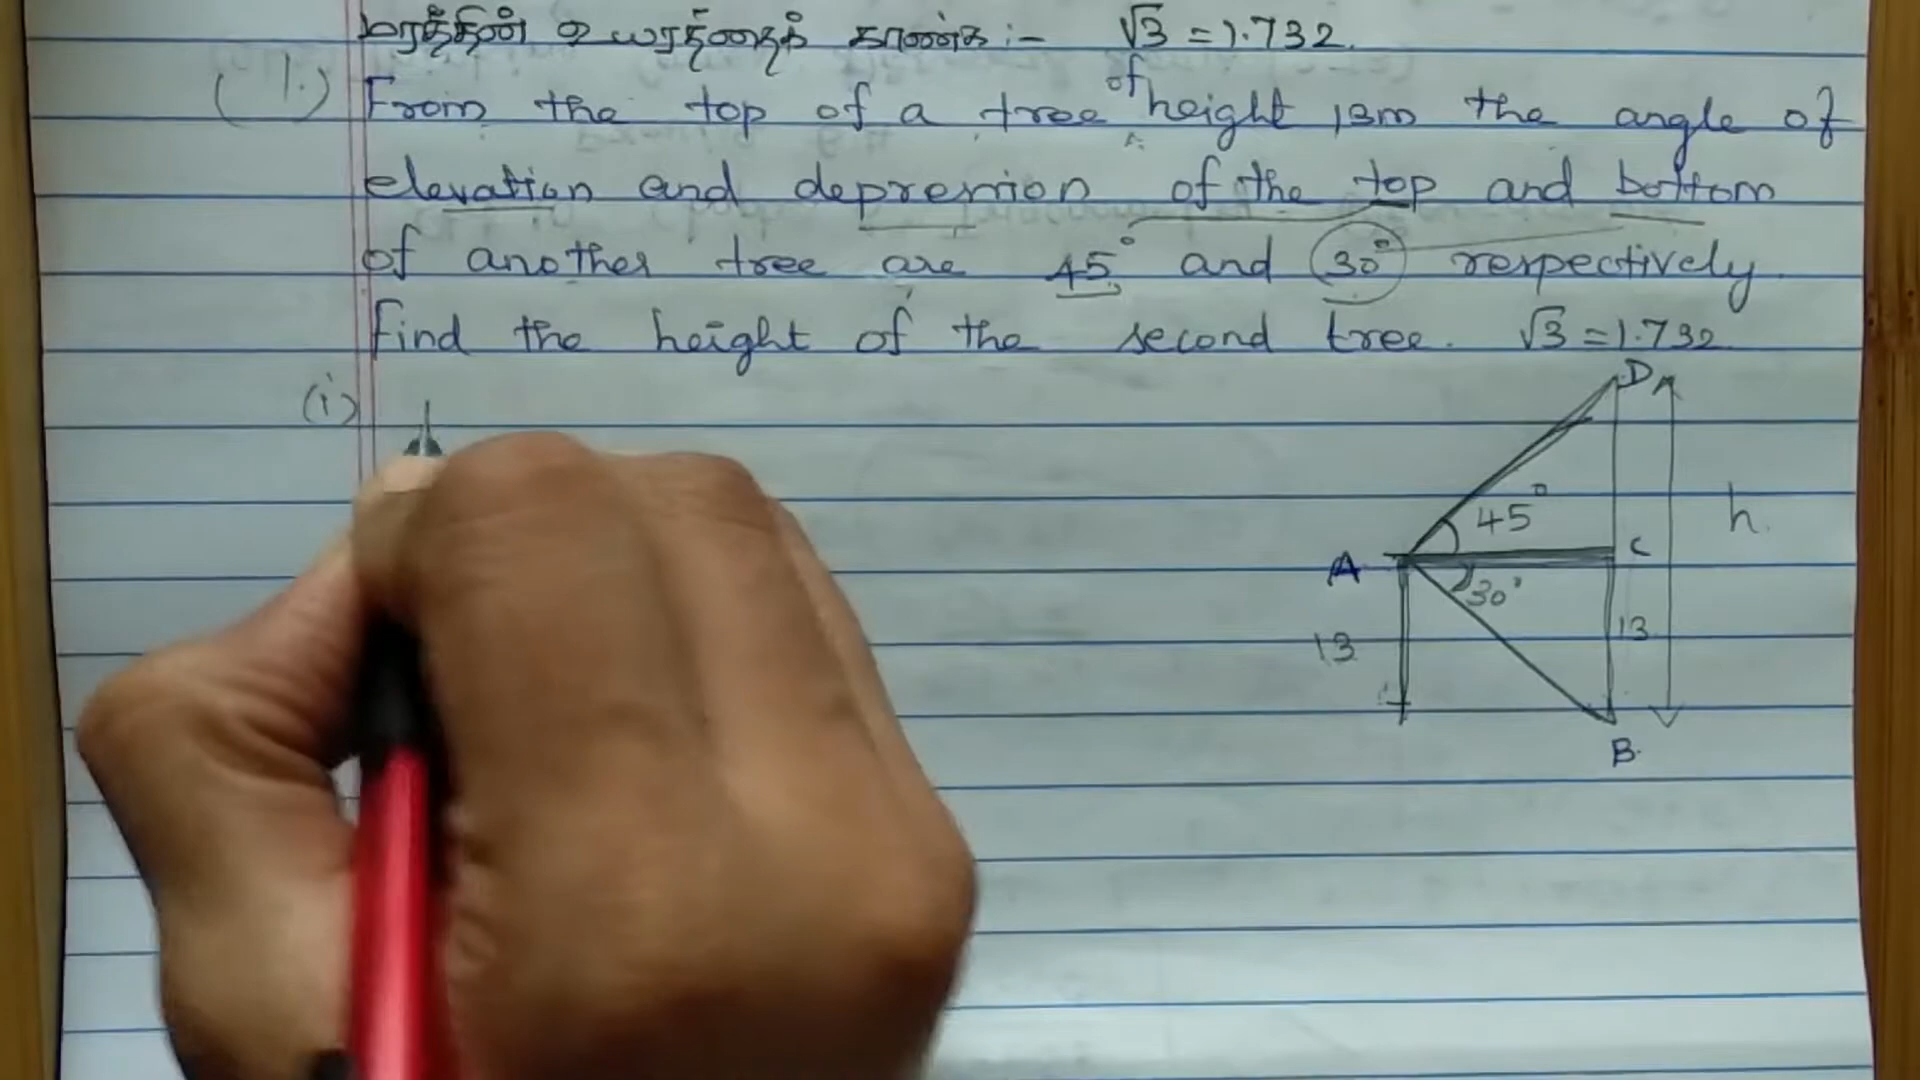 மரத்தின் உயரத்தைக் காண்க :- √3 = 1.732.
(1.) From the top of a tree of height 13m the angle of
elevation and depression of the top and bottom
of another tree are 45° and 30° respectively.
Find the height of the second tree. √3 = 1.732
(i)
D
45°
h.
A
C
30°
13
13
B.